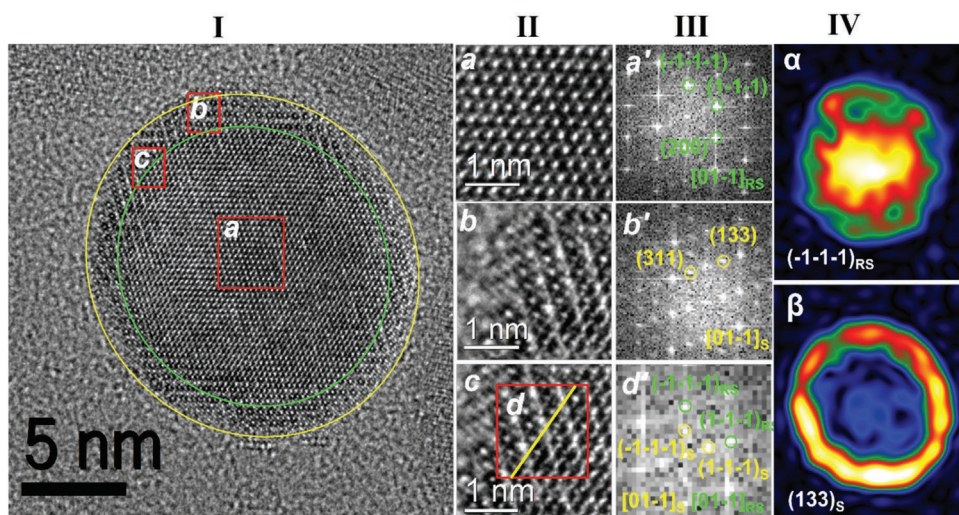 I
II
III
IV
a
b
c
5 nm
a
1 nm
b
1 nm
c
d
1 nm
a'
(-1-1-1)
(1-1-1)
(200)
[01-1]RS
b'
(133)
(311)
[01-1]S
d'
(-1-1-1)RS
(1-1-1)RS
(-1-1-1)S
(1-1-1)S
[01-1]S [01-1]RS
α
(-1-1-1)RS
β
(133)S